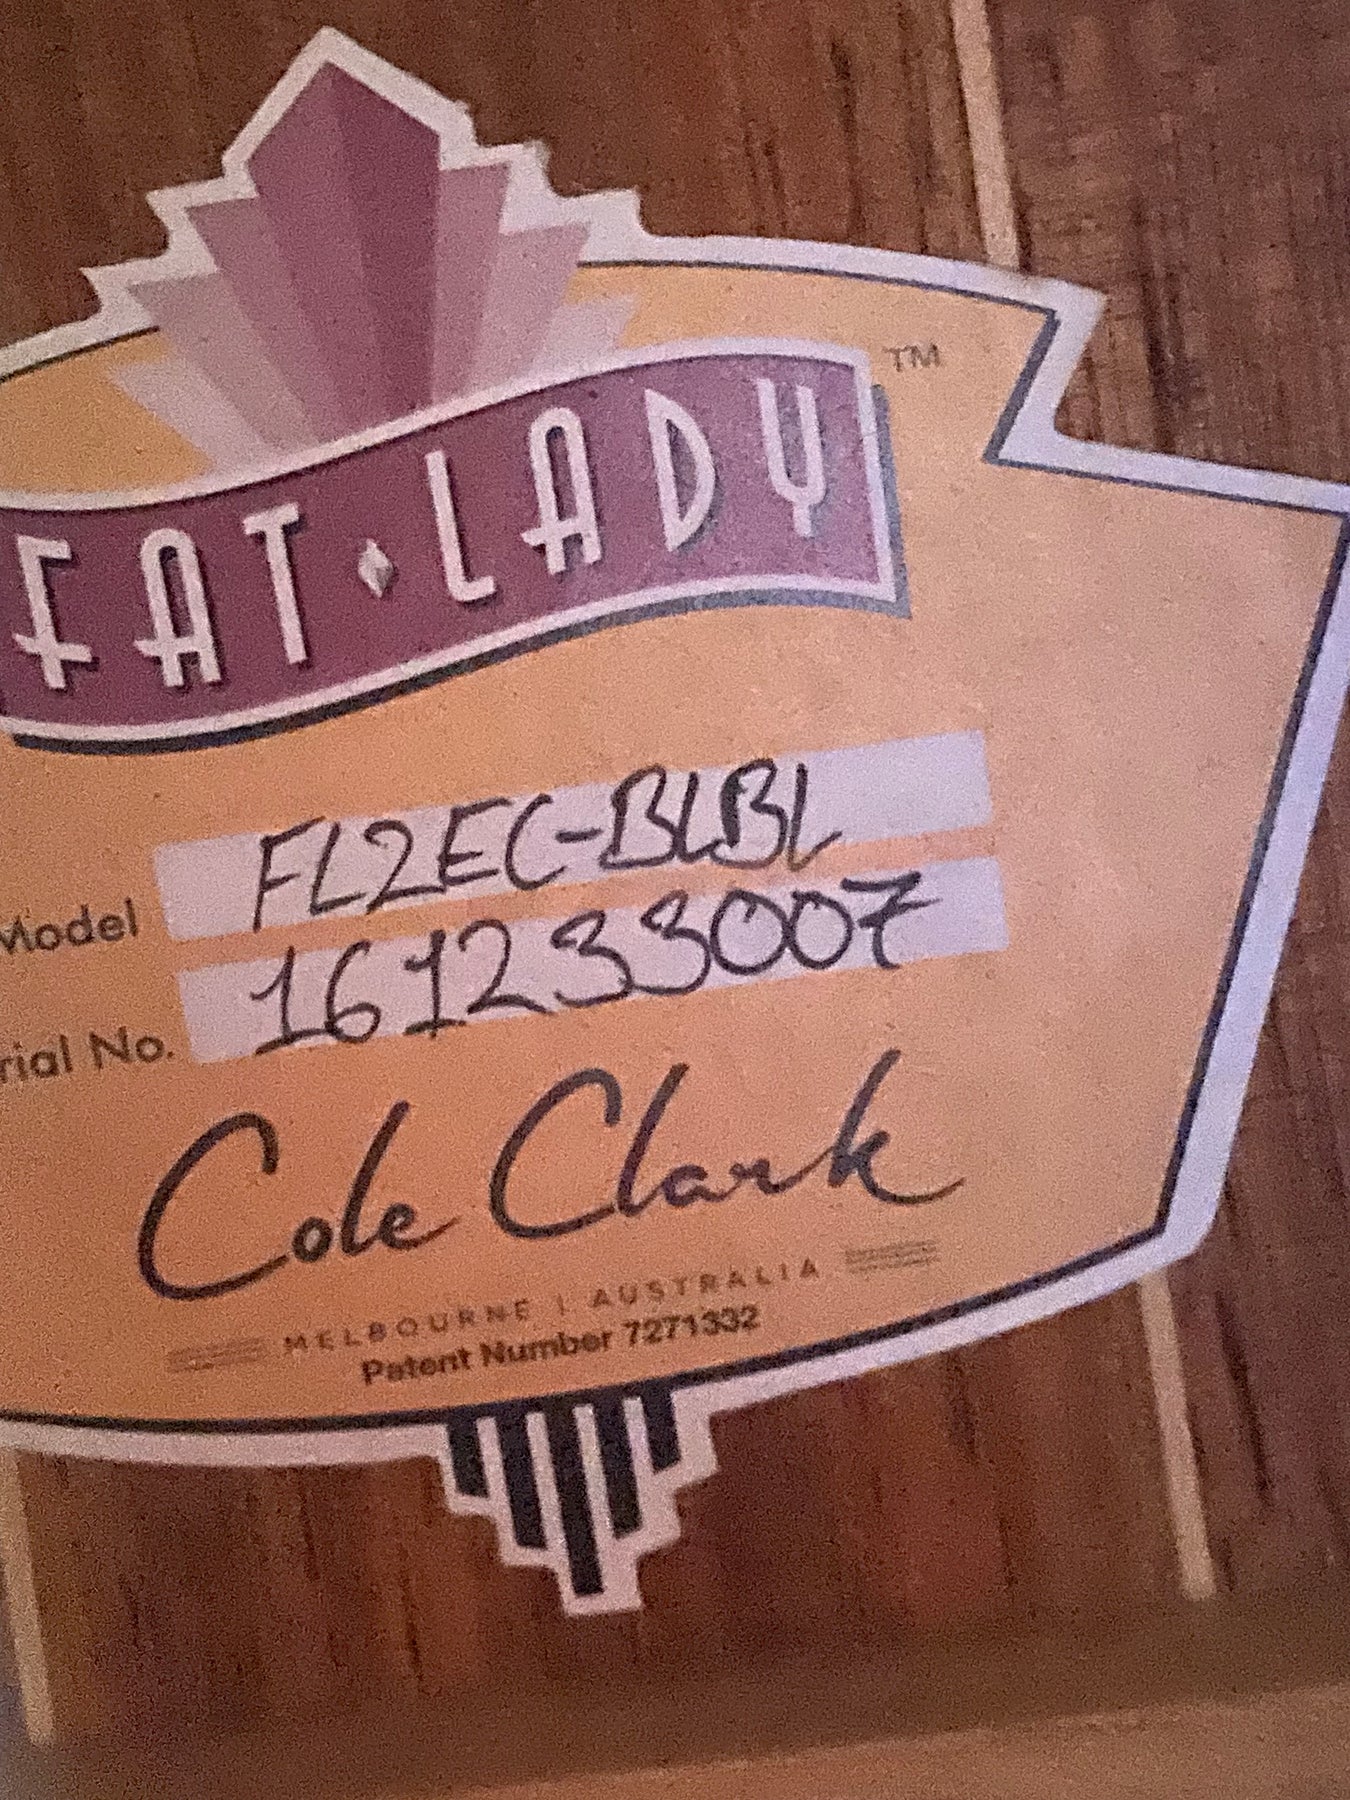 FAT LADY TM
Model FL2EC-BLBL
rial No. 161233007
Cole Clark
MELBOURNE | AUSTRALIA
Patent Number 7271332